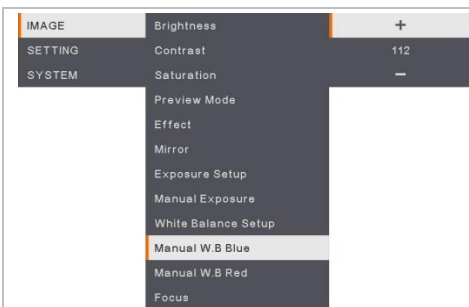 IMAGE
SETTING
SYSTEM
Brightness
Contrast
Saturation
Preview Mode
Effect
Mirror
Exposure Setup
Manual Exposure
White Balance Setup
Manual W.B Blue
Manual W.B Red
Focus
+
112
−